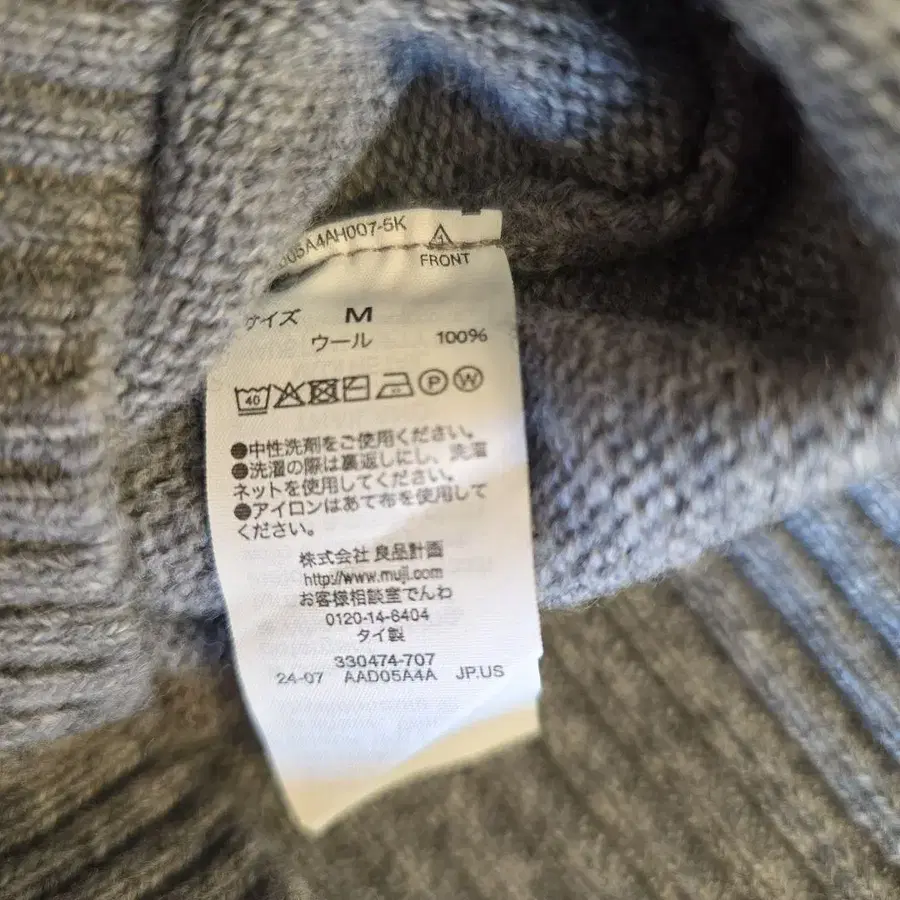 A4AH007-5K
FRONT
サイズ M
ウール 100%
40 P W
●中性洗剤をご使用ください。
●洗濯の際は裏返しにし、洗濯
ネットを使用してください。
●アイロンはあて布を使用して
ください。
株式会社 良品計画
http://www.muji.com
お客様相談室でんわ
0120-14-6404
タイ製
330474-707
24-07 AAD05A4A JP.US